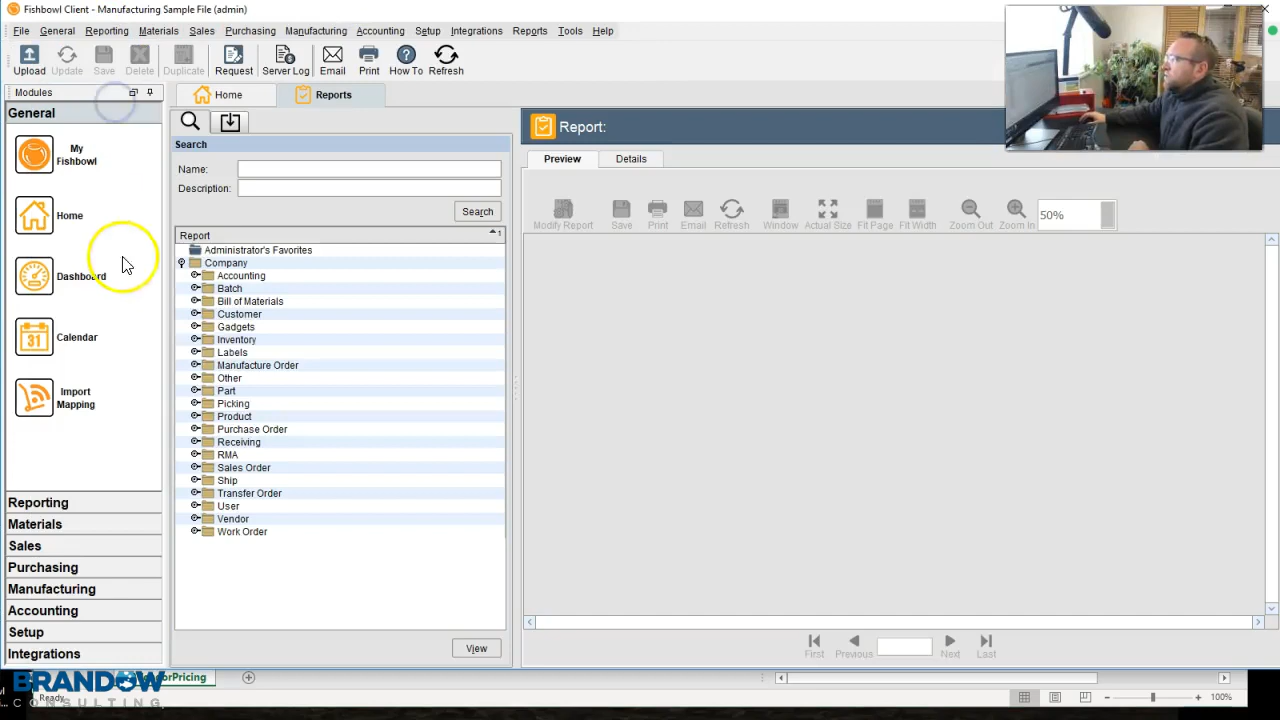 Fishbowl Client - Manufacturing Sample File (admin)
File General Reporting Materials Sales Purchasing Manufacturing Accounting Setup Integrations Reports Tools Help
Upload Update Save Delete Duplicate Request Server Log Email Print How To Refresh
Modules
Home Reports
General
My Fishbowl
Home
Dashboard
Calendar
31
Import Mapping
Reporting
Materials
Sales
Purchasing
Manufacturing
Accounting
Setup
Integrations
Search
Name:
Description:
Search
Report 1
Administrator's Favorites
Company
Accounting
Batch
Bill of Materials
Customer
Gadgets
Inventory
Labels
Manufacture Order
Other
Part
Picking
Product
Purchase Order
Receiving
RMA
Sales Order
Ship
Transfer Order
User
Vendor
Work Order
View
Report:
Preview Details
Modify Report Save Print Email Refresh Window Actual Size Fit Page Fit Width Zoom Out Zoom In 50%
First Previous Next Last
BRANDOW
CONSULTING
100%